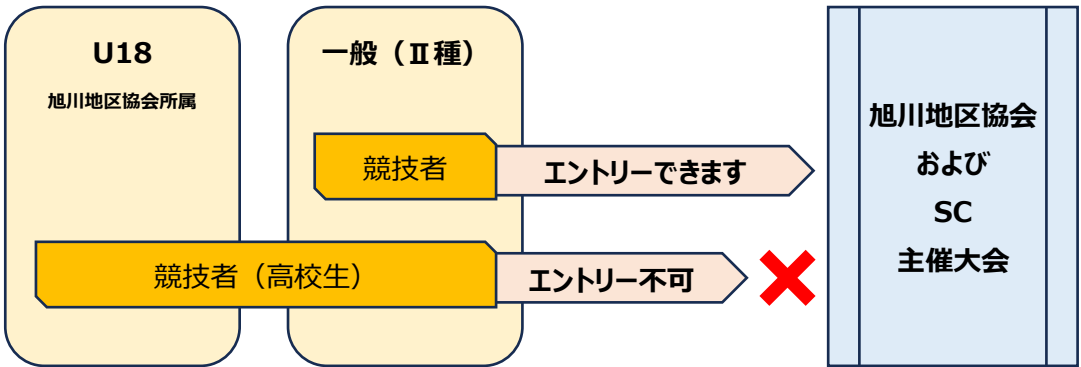 U18
旭川地区協会所属
一般（Ⅱ種）
競技者
エントリーできます
競技者（高校生）
エントリー不可
旭川地区協会
および
SC
主催大会